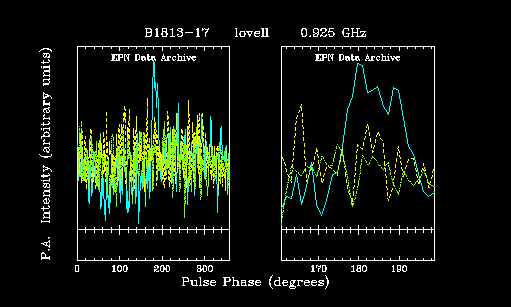 B1813-17 lovell 0.925 GHz
EPN Data Archive EPN Data Archive
P.A. Intensity (arbitrary units)
0 100 200 300 170 180 190
Pulse Phase (degrees)